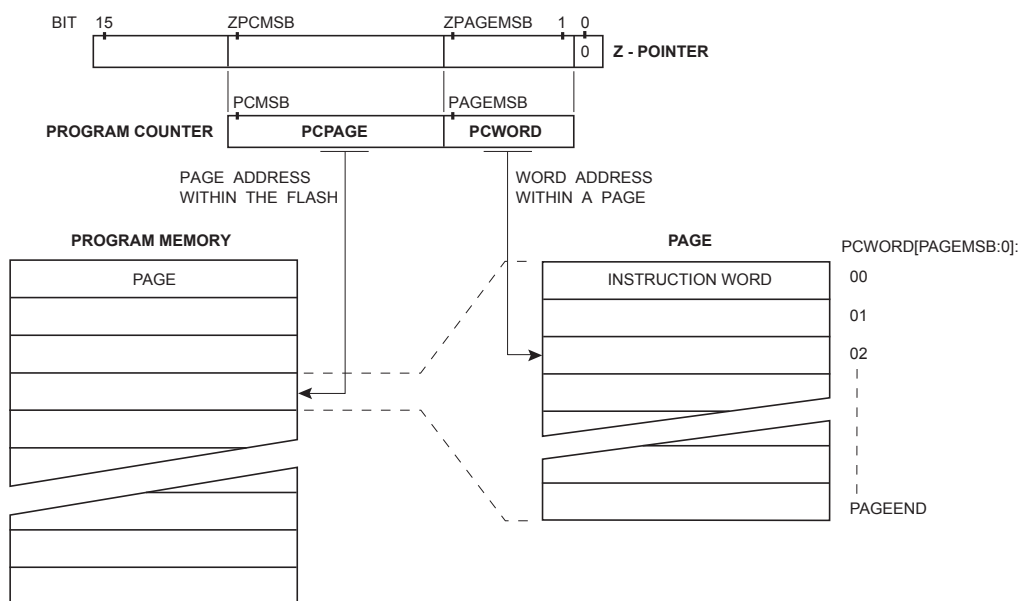 BIT 15 ZPCMSB ZPAGEMSB 1 0
0 Z - POINTER
PCMSB PAGEMSB
PROGRAM COUNTER PCPAGE PCWORD
PAGE ADDRESS
WITHIN THE FLASH
WORD ADDRESS
WITHIN A PAGE
PROGRAM MEMORY PAGE PCWORD[PAGEMSB:0]:
PAGE INSTRUCTION WORD 00
01
02
PAGEEND